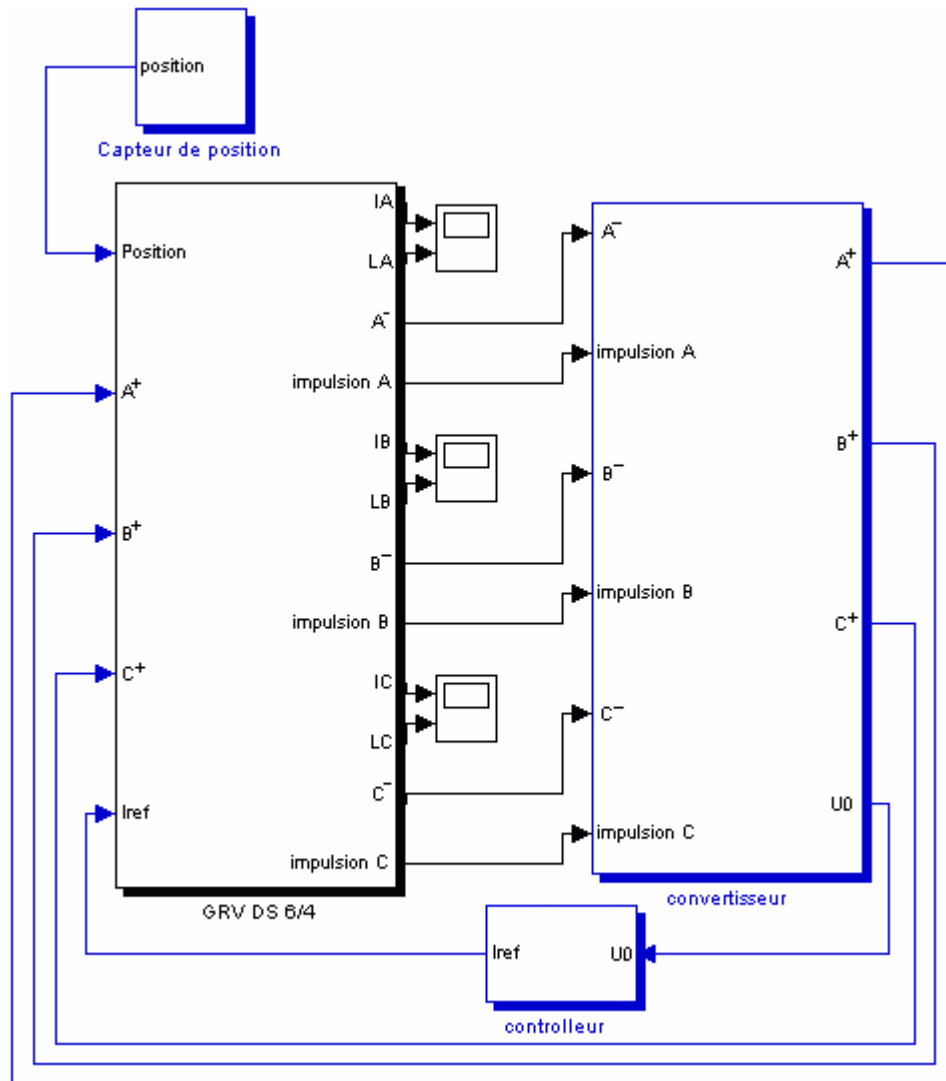 position
Capteur de position
Position
A+
B+
C+
Iref
IA
LA
A-
impulsion A
IB
LB
B-
impulsion B
IC
LC
C-
impulsion C
GRV DS 6/4
A-
impulsion A
B-
impulsion B
C-
impulsion C
A+
B+
C+
U0
convertisseur
Iref
U0
controlleur